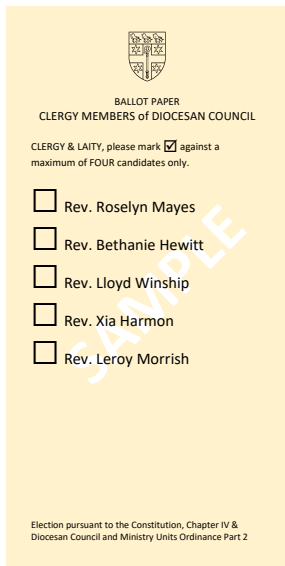 BALLOT PAPER
CLERGY MEMBERS of DIOCESAN COUNCIL
CLERGY & LAITY, please mark ☑ against a
maximum of FOUR candidates only.
☐ Rev. Roselyn Mayes
☐ Rev. Bethanie Hewitt
☐ Rev. Lloyd Winship
☐ Rev. Xia Harmon
☐ Rev. Leroy Morrish
SAMPLE
Election pursuant to the Constitution, Chapter IV &
Diocesan Council and Ministry Units Ordinance Part 2